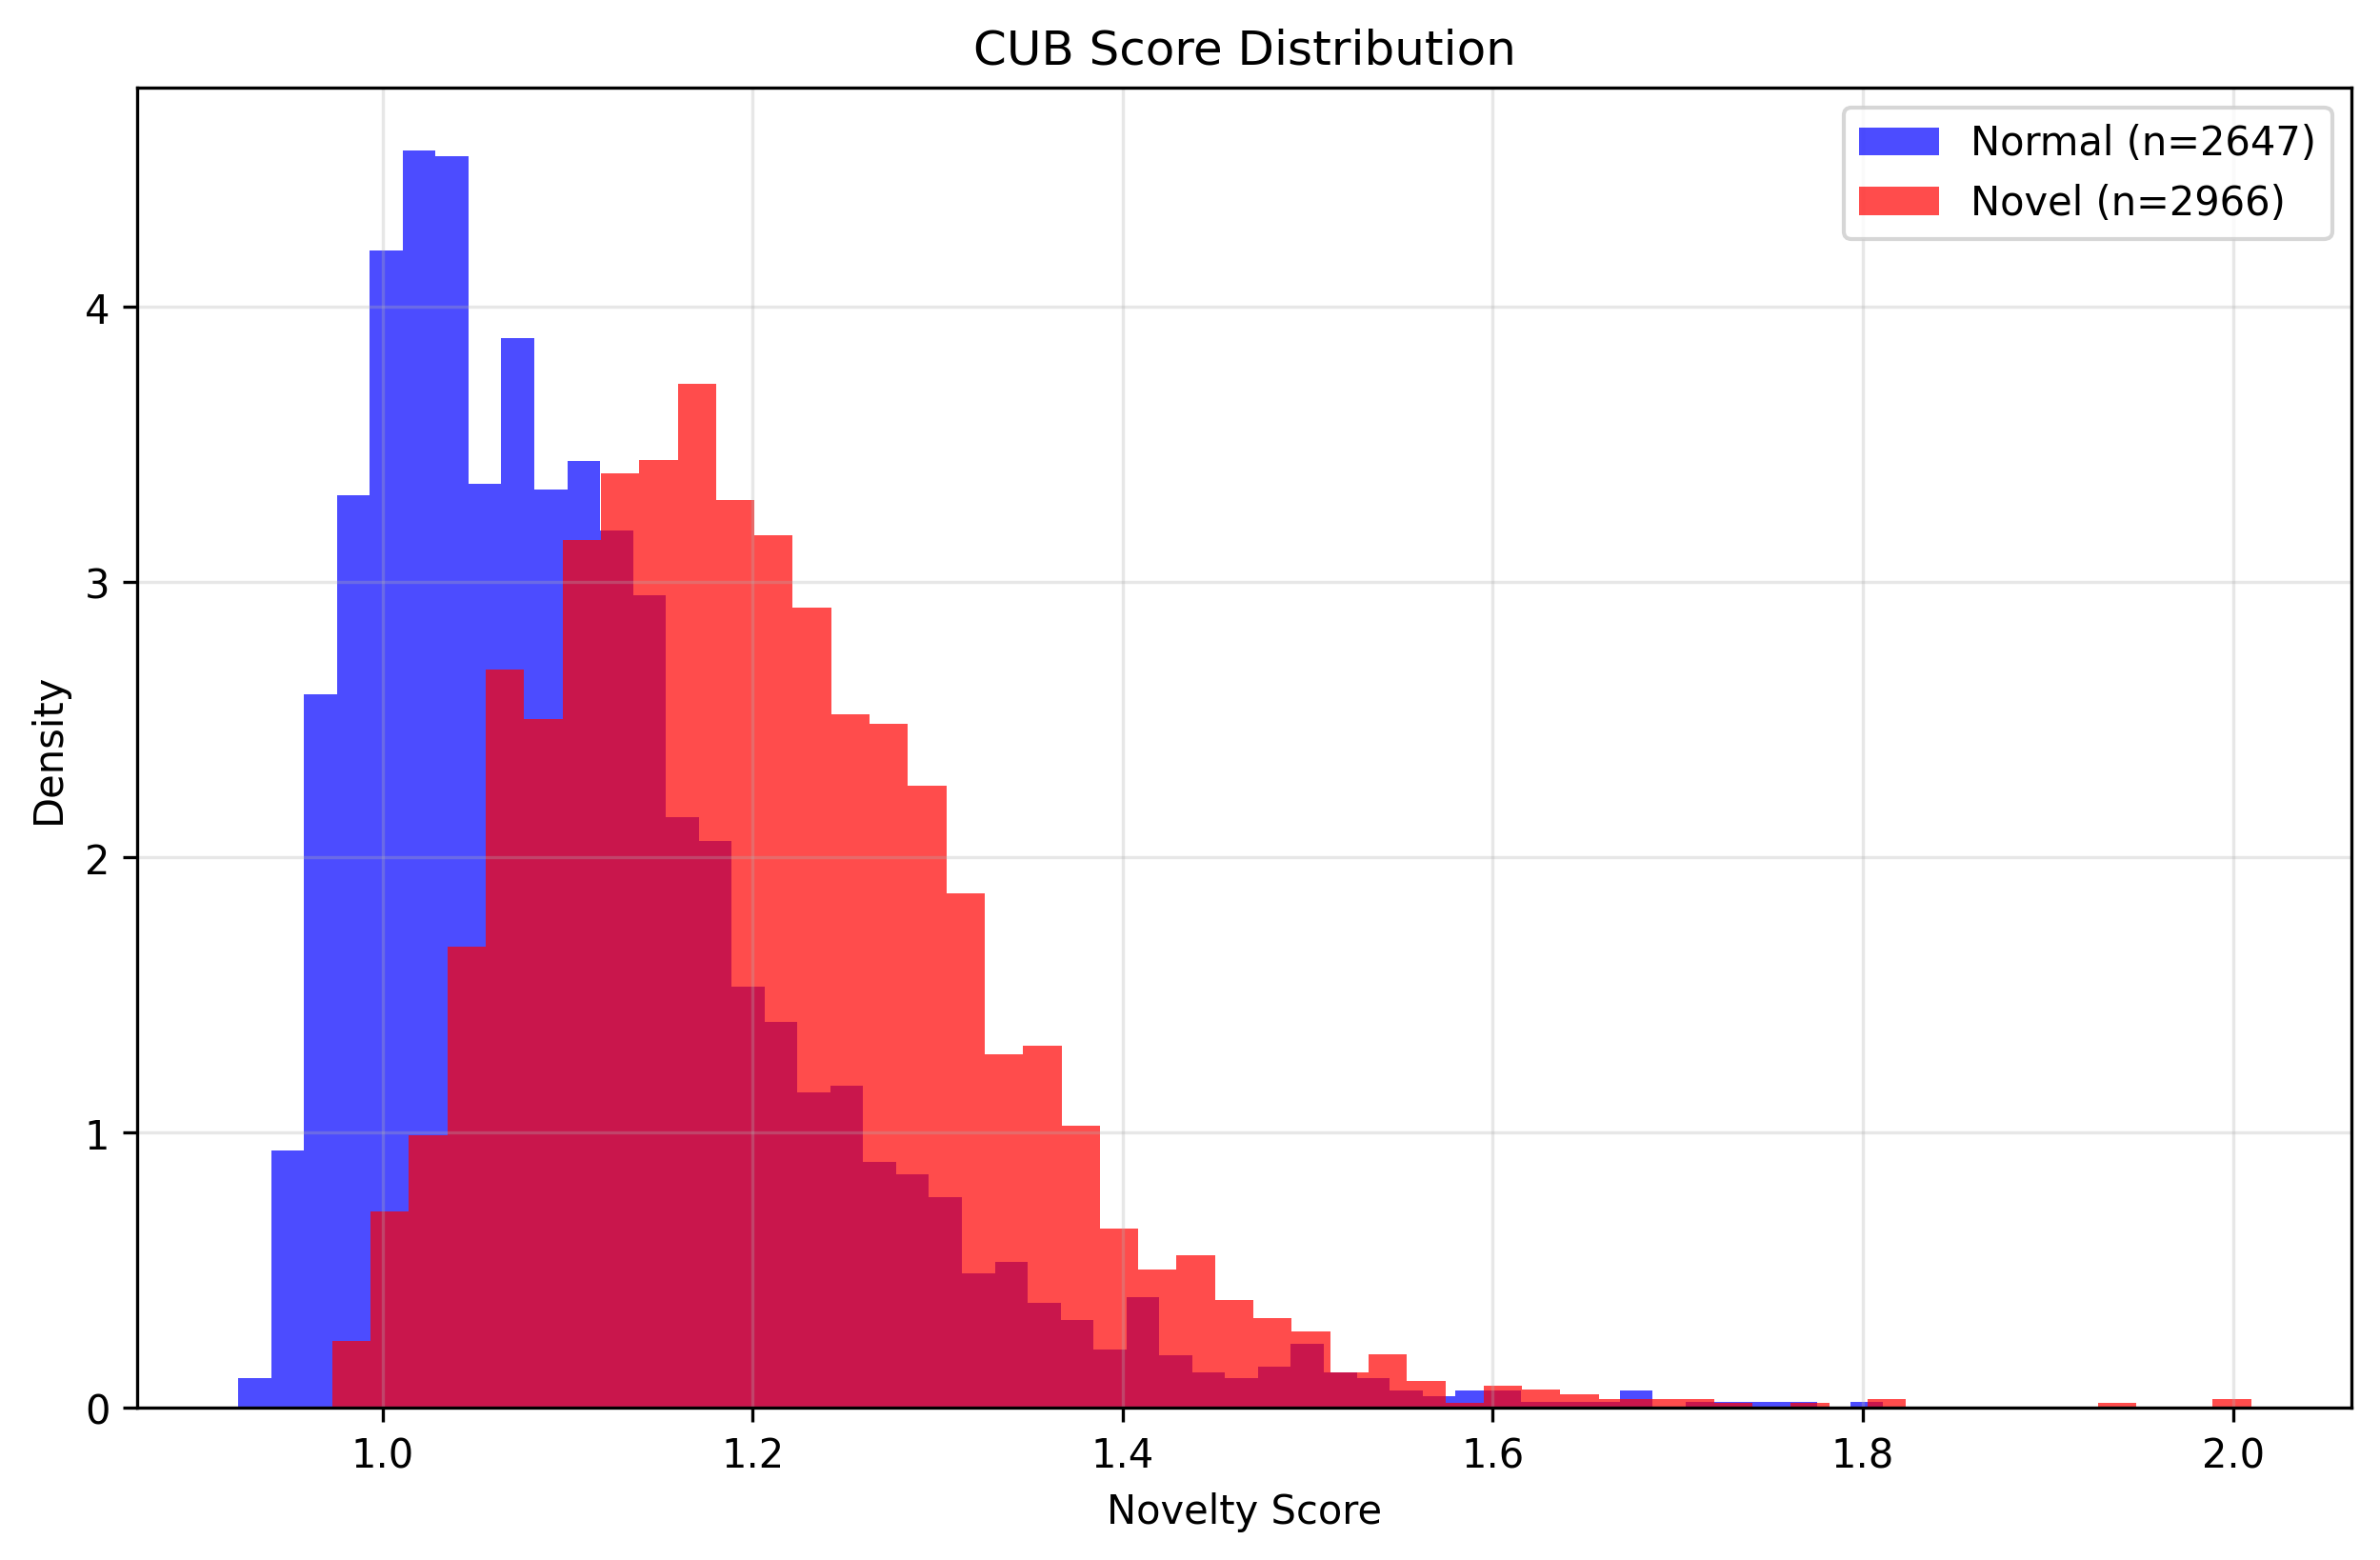 CUB Score Distribution
Normal (n=2647)
Novel (n=2966)
Density
4
3
2
1
0
1.0 1.2 1.4 1.6 1.8 2.0
Novelty Score